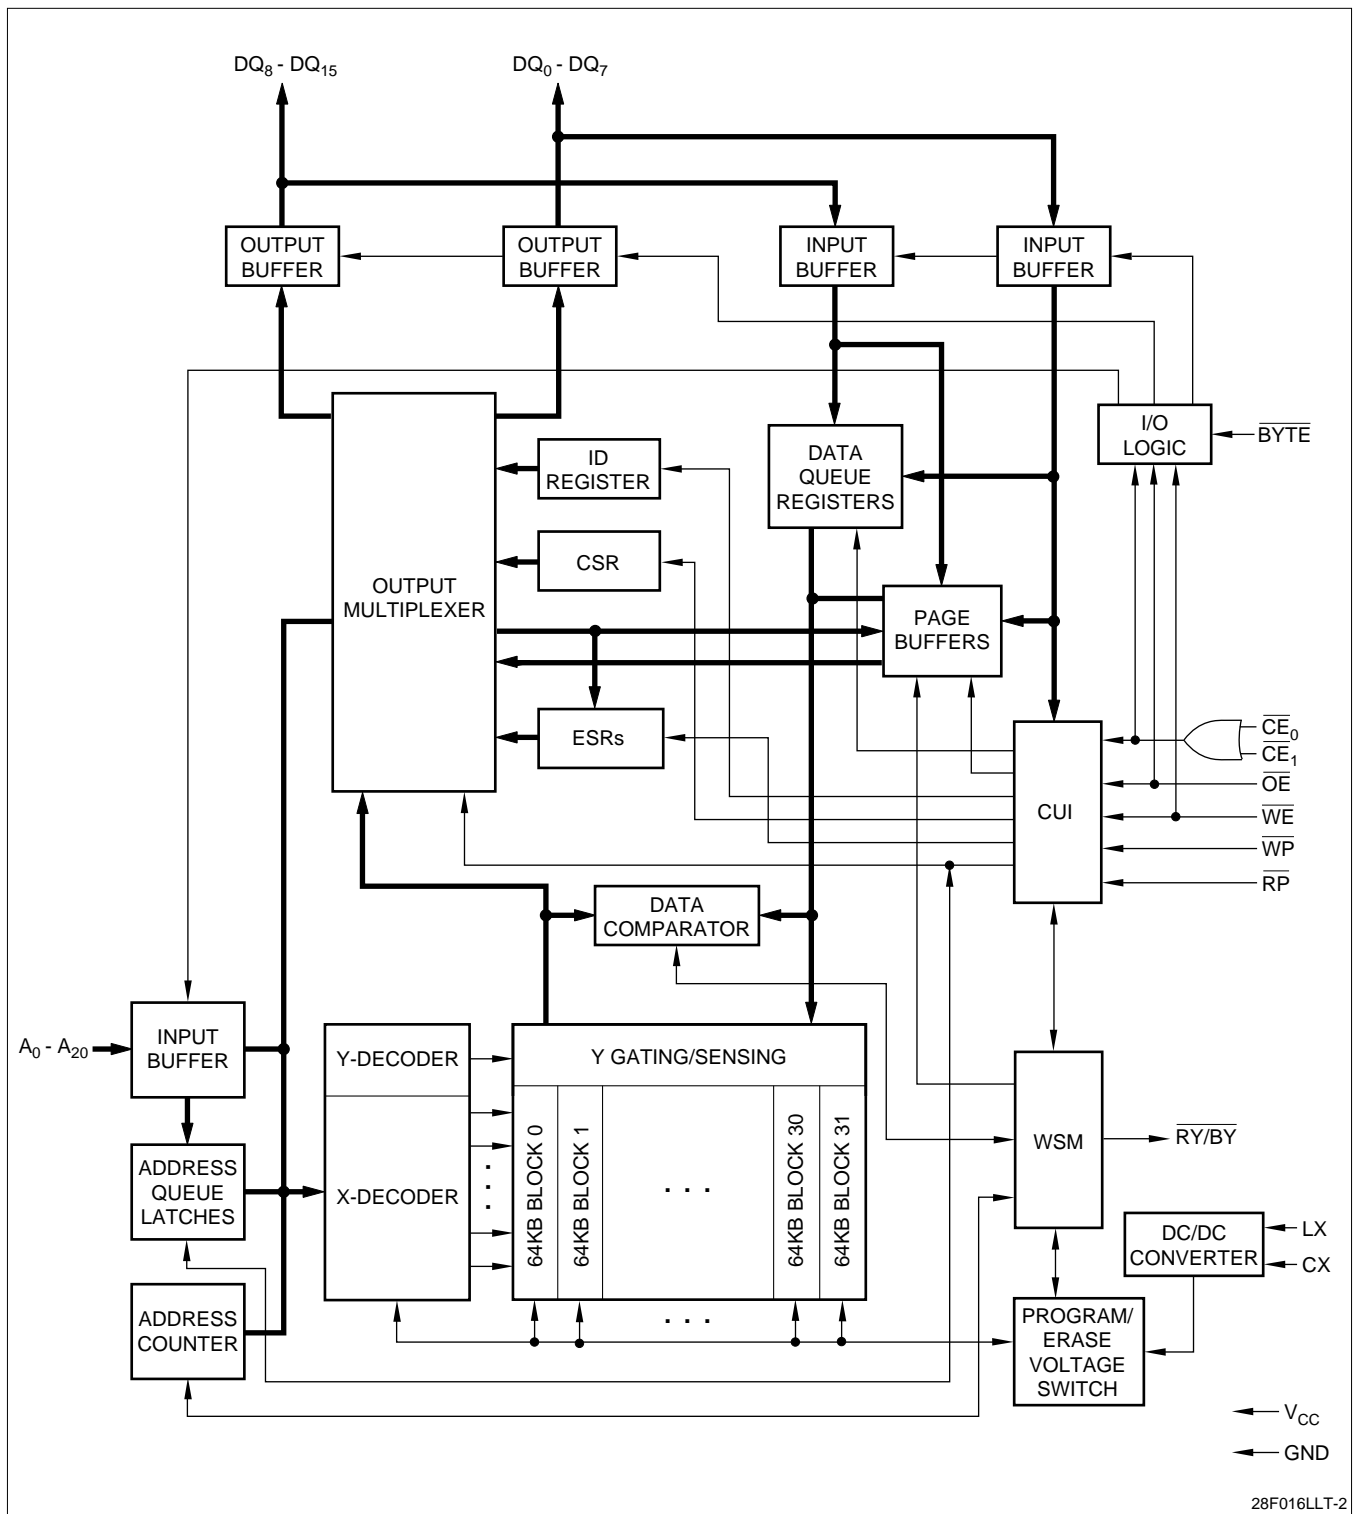 DQ8 - DQ15
DQ0 - DQ7
OUTPUT
BUFFER
OUTPUT
BUFFER
INPUT
BUFFER
INPUT
BUFFER
I/O
LOGIC
BYTE
ID
REGISTER
DATA
QUEUE
REGISTERS
CSR
OUTPUT
MULTIPLEXER
PAGE
BUFFERS
ESRs
CE0
CE1
OE
CUI
WE
WP
RP
DATA
COMPARATOR
A0 - A20
INPUT
BUFFER
Y-DECODER
Y GATING/SENSING
64KB BLOCK 0
64KB BLOCK 1
. . .
64KB BLOCK 30
64KB BLOCK 31
WSM
RY/BY
ADDRESS
QUEUE
LATCHES
X-DECODER
DC/DC
CONVERTER
LX
CX
ADDRESS
COUNTER
. . .
PROGRAM/
ERASE
VOLTAGE
SWITCH
VCC
GND
28F016LLT-2